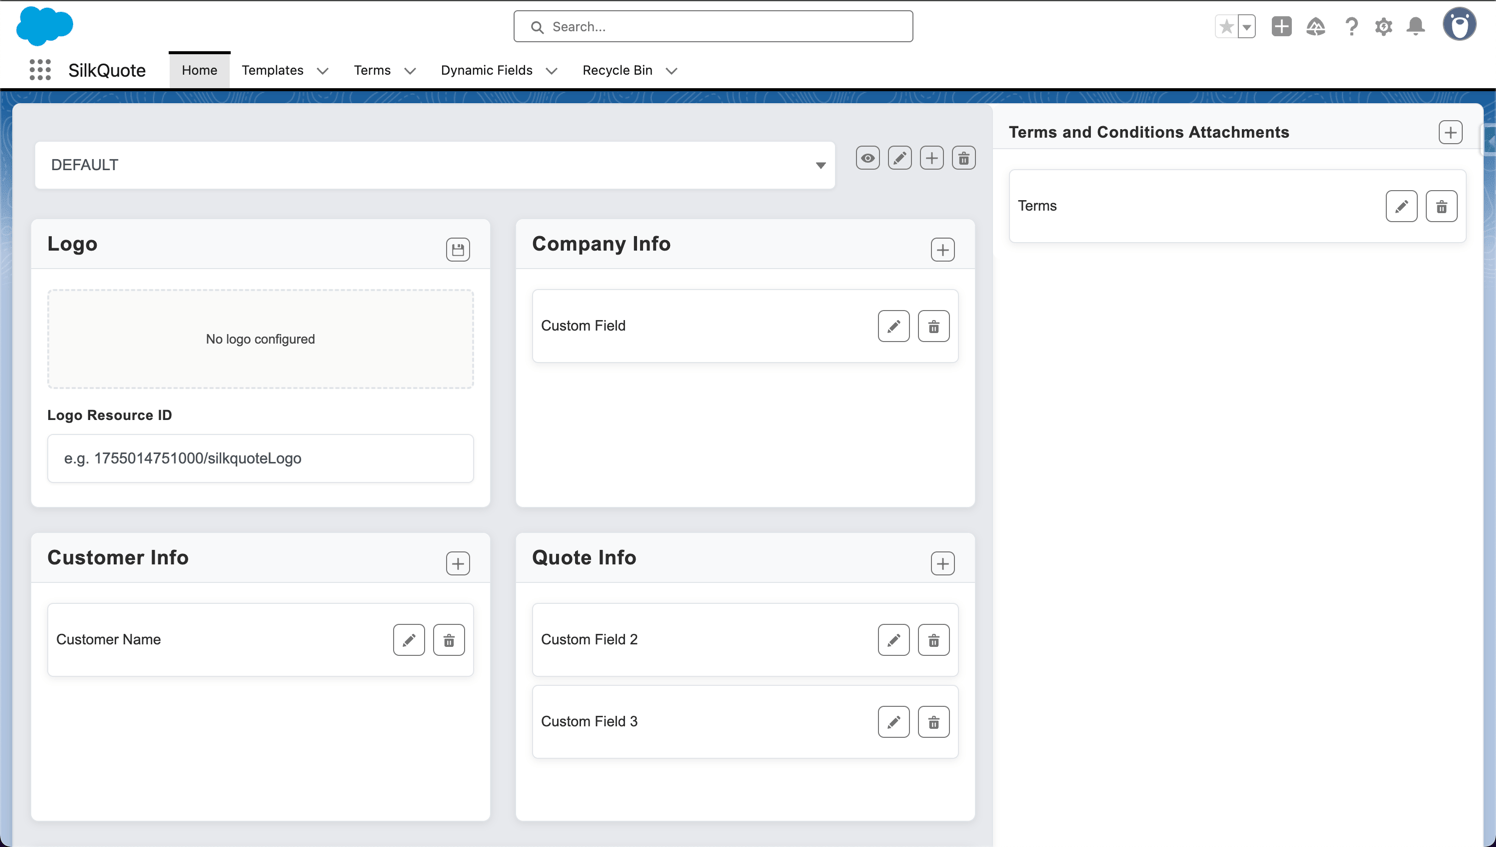 Search...
SilkQuote
Home
Templates
Terms
Dynamic Fields
Recycle Bin
DEFAULT
Terms and Conditions Attachments
Terms
Logo
No logo configured
Logo Resource ID
e.g. 1755014751000/silkquoteLogo
Company Info
Custom Field
Customer Info
Customer Name
Quote Info
Custom Field 2
Custom Field 3